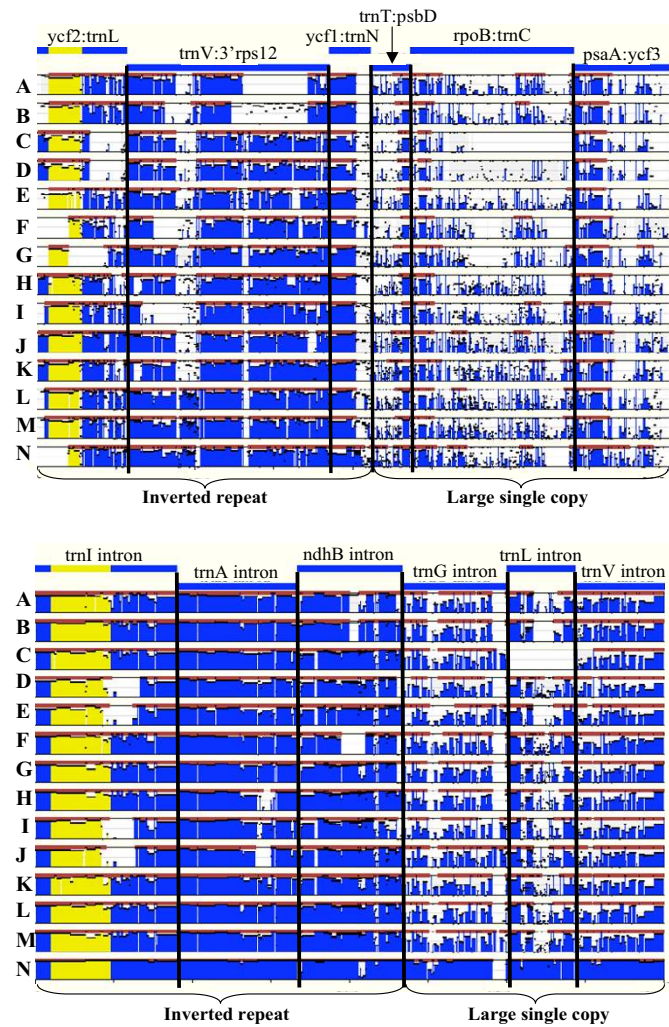 trnT:psbD
ycf2:trnL
ycf1:trnN
rpoB:trnC
trnV:3'rps12
psaA:ycf3
A
B
C
D
E
F
G
H
I
J
K
L
M
N
Inverted repeat
Large single copy
trnI intron
ndhB intron
trnL intron
trnA intron
trnG intron
trnV intron
A
B
C
D
E
F
G
H
I
J
K
L
M
N
Inverted repeat
Large single copy